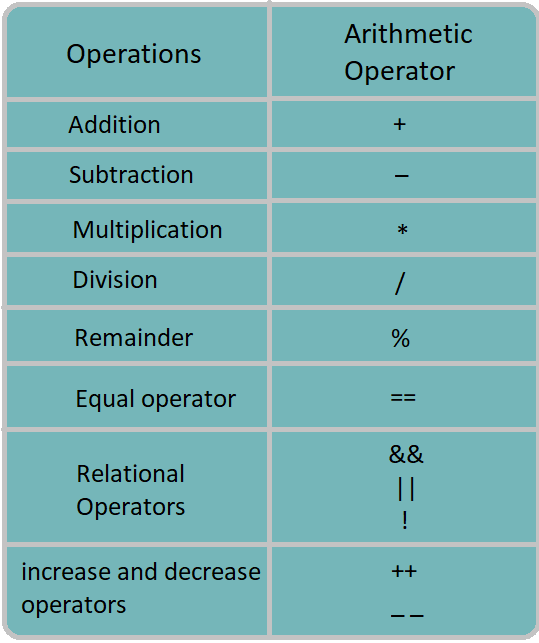 Operations
Arithmetic
Operator
Addition
+
Subtraction
–
Multiplication
*
Division
/
Remainder
%
Equal operator
==
Relational
Operators
&&
||
!
increase and decrease
operators
++
– –